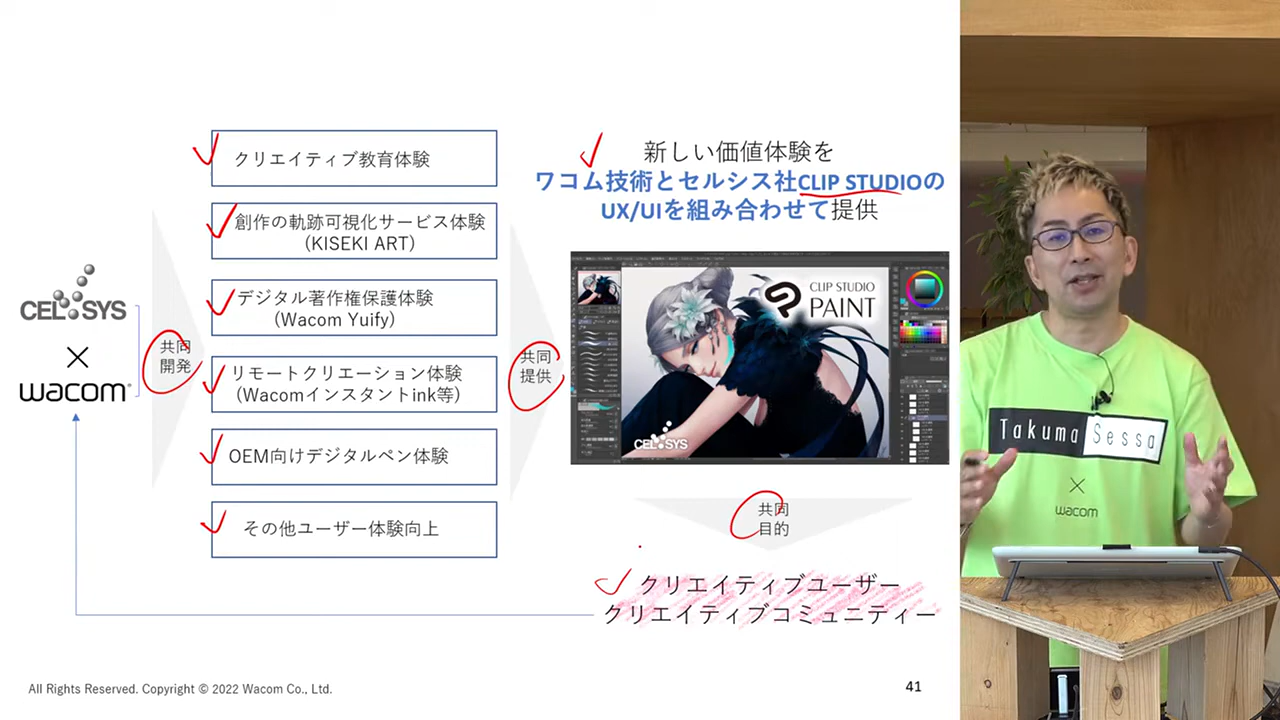 CELSYS
×
wacom
共同
開発
クリエイティブ教育体験
創作の軌跡可視化サービス体験
（KISEKI ART）
デジタル著作権保護体験
（Wacom Yuify）
リモートクリエーション体験
（Wacomインスタントink等）
OEM向けデジタルペン体験
その他ユーザー体験向上
共同
提供
新しい価値体験を
ワコム技術とセルシス社CLIP STUDIOの
UX/UIを組み合わせて提供
CLIP STUDIO
PAINT
CELSYS
共同
目的
クリエイティブユーザー
クリエイティブコミュニティー
All Rights Reserved. Copyright © 2022 Wacom Co., Ltd.
41
Takuma Sessa
×
wacom